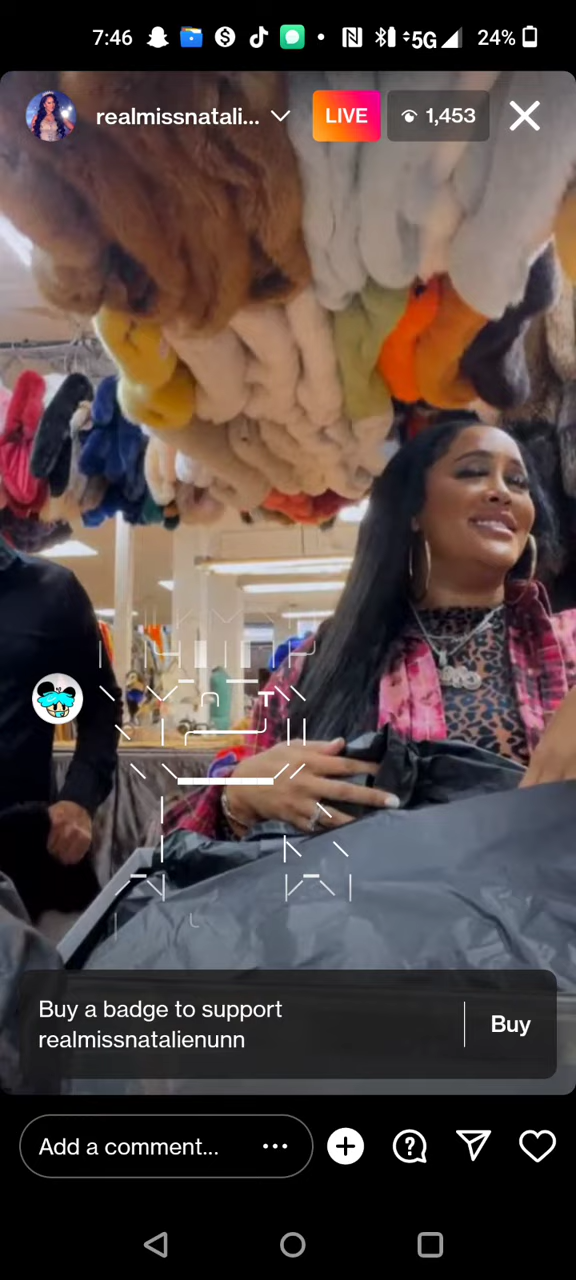 7:46
5G
24%
realmissnatali...
LIVE
1,453
Buy a badge to support
realmissnatalienunn
Buy
Add a comment...